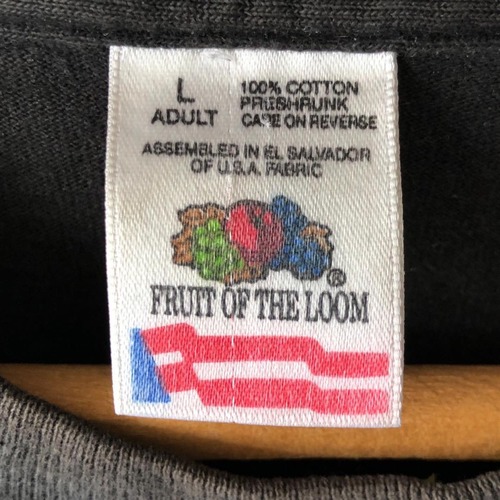 L
ADULT
100% COTTON
PRESHRUNK
CARE ON REVERSE
ASSEMBLED IN EL SALVADOR
OF U.S.A. FABRIC
®
FRUIT OF THE LOOM